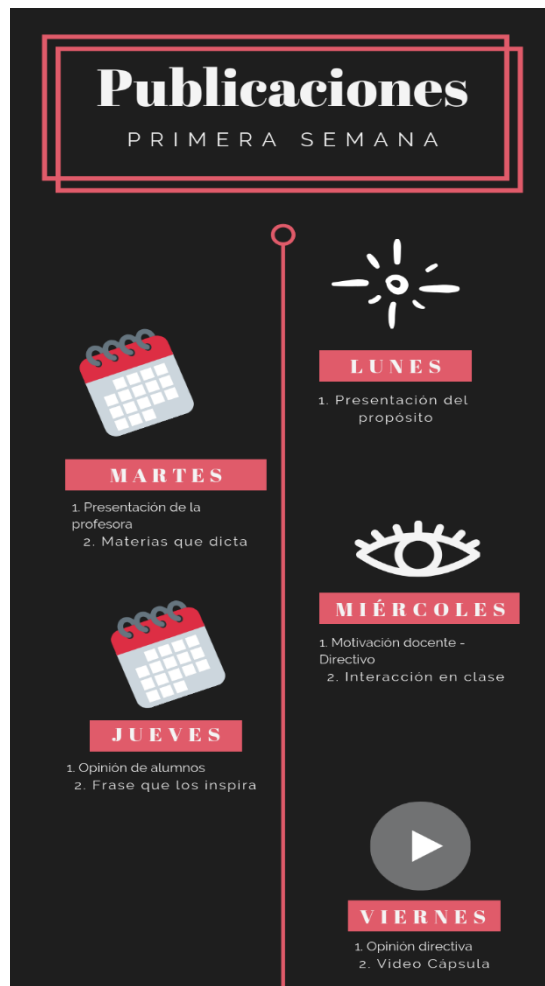 Publicaciones
PRIMERA SEMANA
LUNES
1. Presentación del
propósito
MARTES
1. Presentación de la
profesora
2. Materias que dicta
MIÉRCOLES
1. Motivación docente -
Directivo
2. Interacción en clase
JUEVES
1. Opinión de alumnos
2. Frase que los inspira
VIERNES
1. Opinión directiva
2. Video Cápsula